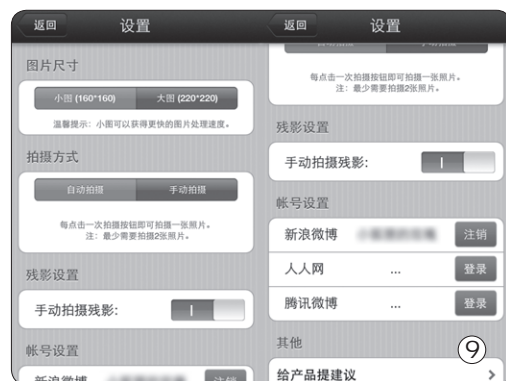 返回 设置
图片尺寸
小图 (160*160) 大图 (220*220)
温馨提示：小图可以获得更快的图片处理速度。
拍摄方式
自动拍摄 手动拍摄
每点击一次拍摄按钮即可拍摄一张照片。
注：最少需要拍摄2张照片。
残影设置
手动拍摄残影:
帐号设置
新浪微博 注销
返回 设置
自动拍摄 手动拍摄
每点击一次拍摄按钮即可拍摄一张照片。
注：最少需要拍摄2张照片。
残影设置
手动拍摄残影:
帐号设置
新浪微博 注销
人人网 ... 登录
腾讯微博 ... 登录
其他
给产品提建议
⑨